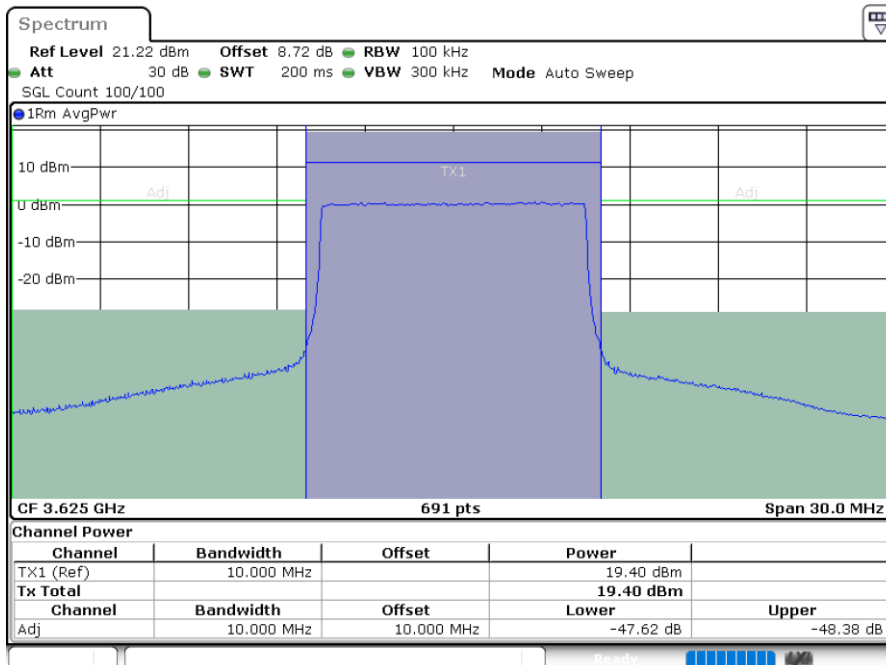 Spectrum
Ref Level 21.22 dBm Offset 8.72 dB RBW 100 kHz
Att 30 dB SWT 200 ms VBW 300 kHz Mode Auto Sweep
SGL Count 100/100
1Rm AvgPwr
10 dBm
TX1
Adj Adj
0 dBm
-10 dBm
-20 dBm
CF 3.625 GHz 691 pts Span 30.0 MHz
Channel Power
Channel Bandwidth Offset Power
TX1 (Ref) 10.000 MHz 19.40 dBm
Tx Total 19.40 dBm
Channel Bandwidth Offset Lower Upper
Adj 10.000 MHz 10.000 MHz -47.62 dB -48.38 dB
Ready